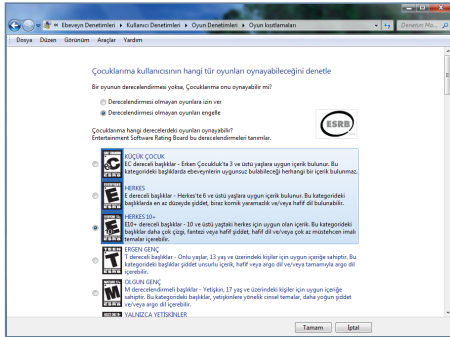 « Ebeveyn Denetimleri ▸ Kullanıcı Denetimleri ▸ Oyun Denetimleri ▸ Oyun kısıtlamaları
Denetim Ma...
Dosya Düzen Görünüm Araçlar Yardım
Çocuklarıma kullanıcısının hangi tür oyunları oynayabileceğini denetle
Bir oyunun derecelendirmesi yoksa, Çocuklarıma onu oynayabilir mi?
Derecelendirmesi olmayan oyunlara izin ver
Derecelendirmesi olmayan oyunları engelle
ESRB
Çocuklarıma hangi derecelerdeki oyunları oynayabilir?
Entertainment Software Rating Board bu derecelendirmeleri tanımlar.
KÜÇÜK ÇOCUK
EC dereceli başlıklar - Erken Çocukluk'ta 3 ve üstü yaşlara uygun içerik bulunur. Bu
kategorideki başlıklarda ebeveynlerin uygunsuz bulabileceği herhangi bir içerik bulunmaz.
HERKES
E dereceli başlıklar - Herkes'te 6 ve üstü yaşlara uygun içerik bulunur. Bu kategorideki
başlıklarda en az düzeyde şiddet, biraz komik yaramazlık ve/veya hafif dil bulunabilir.
HERKES 10+
E10+ dereceli başlıklar - 10 ve üstü yaştaki herkes için uygun olan içerik. Bu kategorideki
başlıklar daha çok çizgi, fantezi veya hafif şiddet, hafif dil ve/veya çok az müstehcen imalı
temalar içerebilir.
ERGEN GENÇ
T dereceli başlıklar - Onlu yaşlar, 13 yaş ve üzerindeki kişiler için uygun içeriğe sahiptir. Bu
kategorideki başlıklar şiddet unsurlu içerik, hafif veya argo dil ve/veya tamamıyla argo dil
içerebilir.
OLGUN GENÇ
M derecelendirmeli başlıklar - Yetişkin, 17 yaş ve üzerindeki kişiler için uygun içeriğe
sahiptir. Bu kategorideki başlıklar, yetişkinlere yönelik cinsel temalar, daha yoğun şiddet
ve/veya argo dil içerebilir.
YALNIZCA YETİŞKİNLER
Tamam İptal